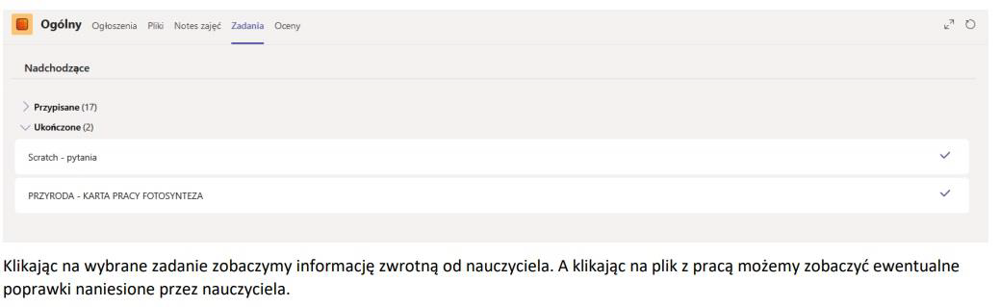 Ogólny Ogłoszenia Pliki Notes zajęć Zadania Oceny
Nadchodzące
Przypisane (17)
Ukończone (2)
Scratch - pytania
PRZYRODA - KARTA PRACY FOTOSYNTEZA
Klikając na wybrane zadanie zobaczymy informację zwrotną od nauczyciela. A klikając na plik z pracą możemy zobaczyć ewentualne
poprawki naniesione przez nauczyciela.